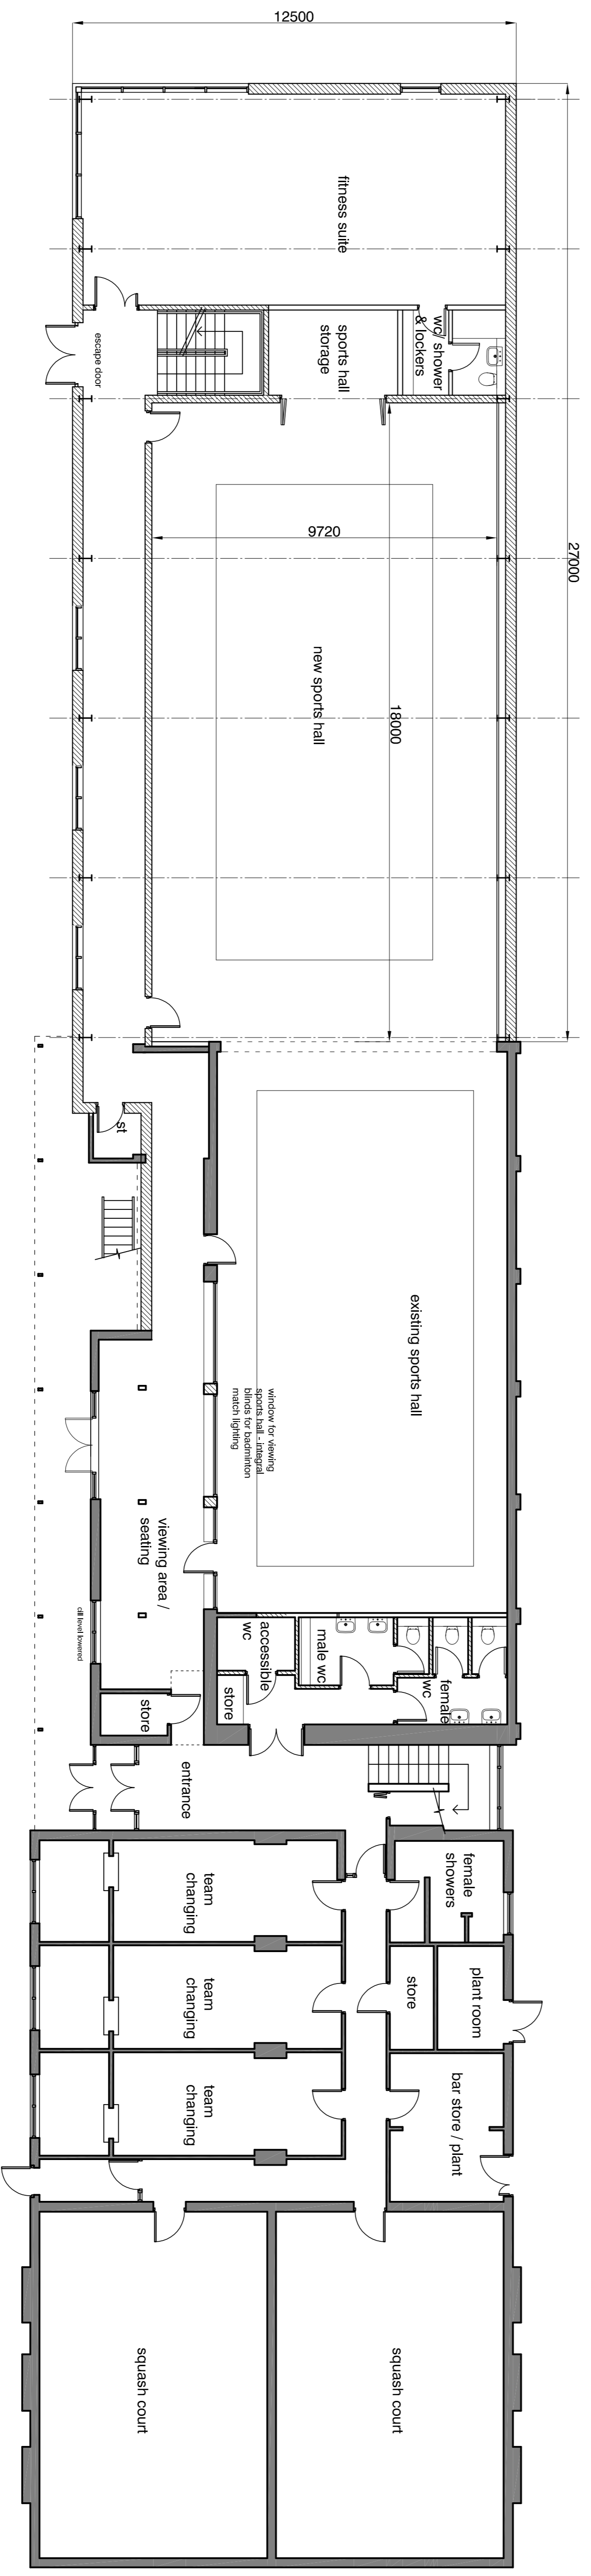 12500
27000
fitness suite
wc/ shower
& lockers
sports hall
storage
escape door
9720
18000
new sports hall
st
existing sports hall
window for viewing
sports hall - integral
blinds for badminton
match lighting
viewing area /
seating
cill level lowered
accessible
wc
male wc
female
wc
store
store
entrance
female
showers
team
changing
plant room
store
team
changing
bar store / plant
team
changing
squash court
squash court